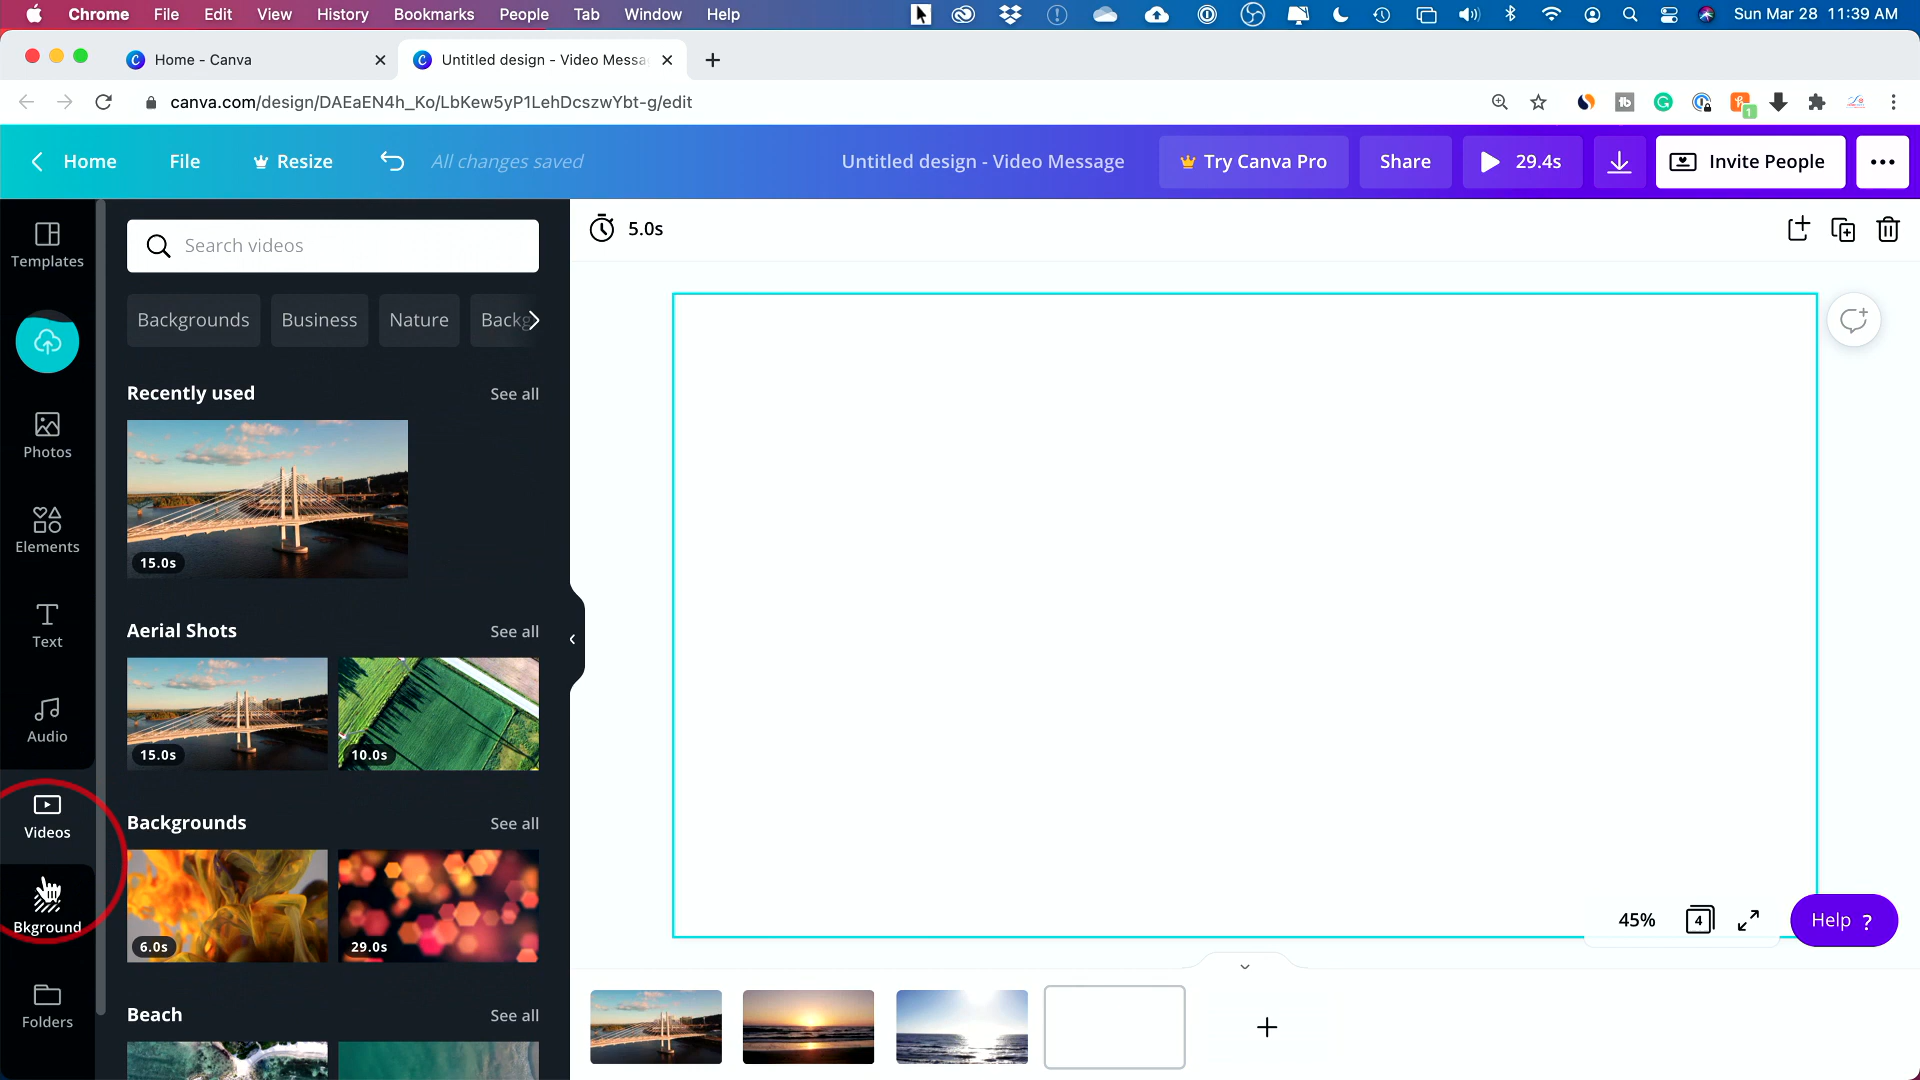 Chrome File Edit View History Bookmarks People Tab Window Help Sun Mar 28 11:39 AM
Home - Canva Untitled design - Video Messa
canva.com/design/DAEaEN4h_Ko/LbKew5yP1LehDcszwYbt-g/edit
Home File Resize All changes saved Untitled design - Video Message Try Canva Pro Share 29.4s Invite People
Templates
Photos
Elements
Text
Audio
Videos
Bkground
Folders
Search videos
Backgrounds Business Nature Backg
Recently used See all
15.0s
Aerial Shots See all
15.0s 10.0s
Backgrounds See all
6.0s 29.0s
Beach See all
5.0s
45% 4 Help ?